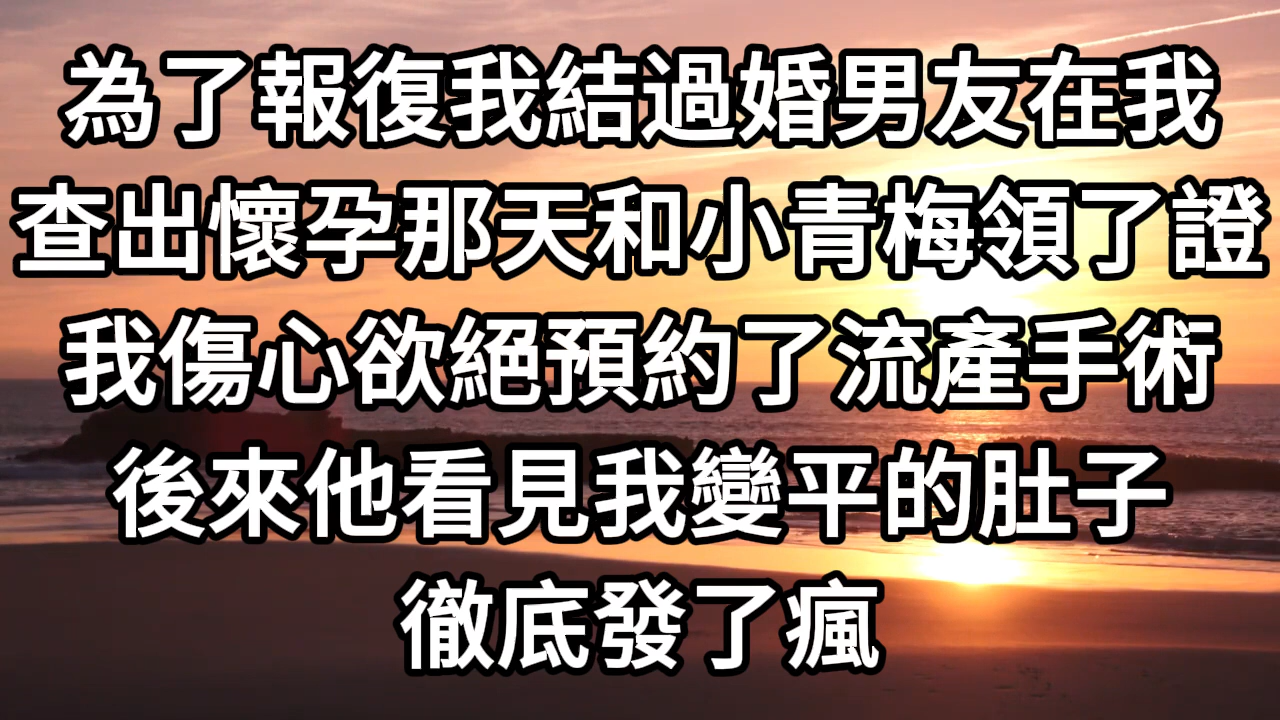 為了報復我結過婚男友在我
查出懷孕那天和小青梅領了證
我傷心欲絕預約了流產手術
後來他看見我變平的肚子
徹底發了瘋